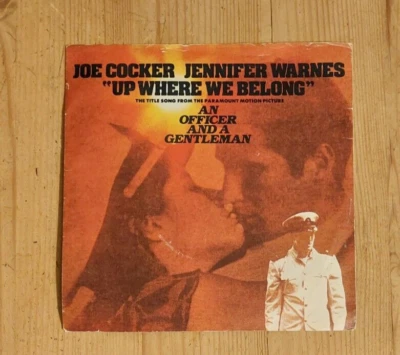 JOE COCKER JENNIFER WARNES
"UP WHERE WE BELONG"
THE TITLE SONG FROM THE PARAMOUNT MOTION PICTURE
AN
OFFICER
AND A
GENTLEMAN